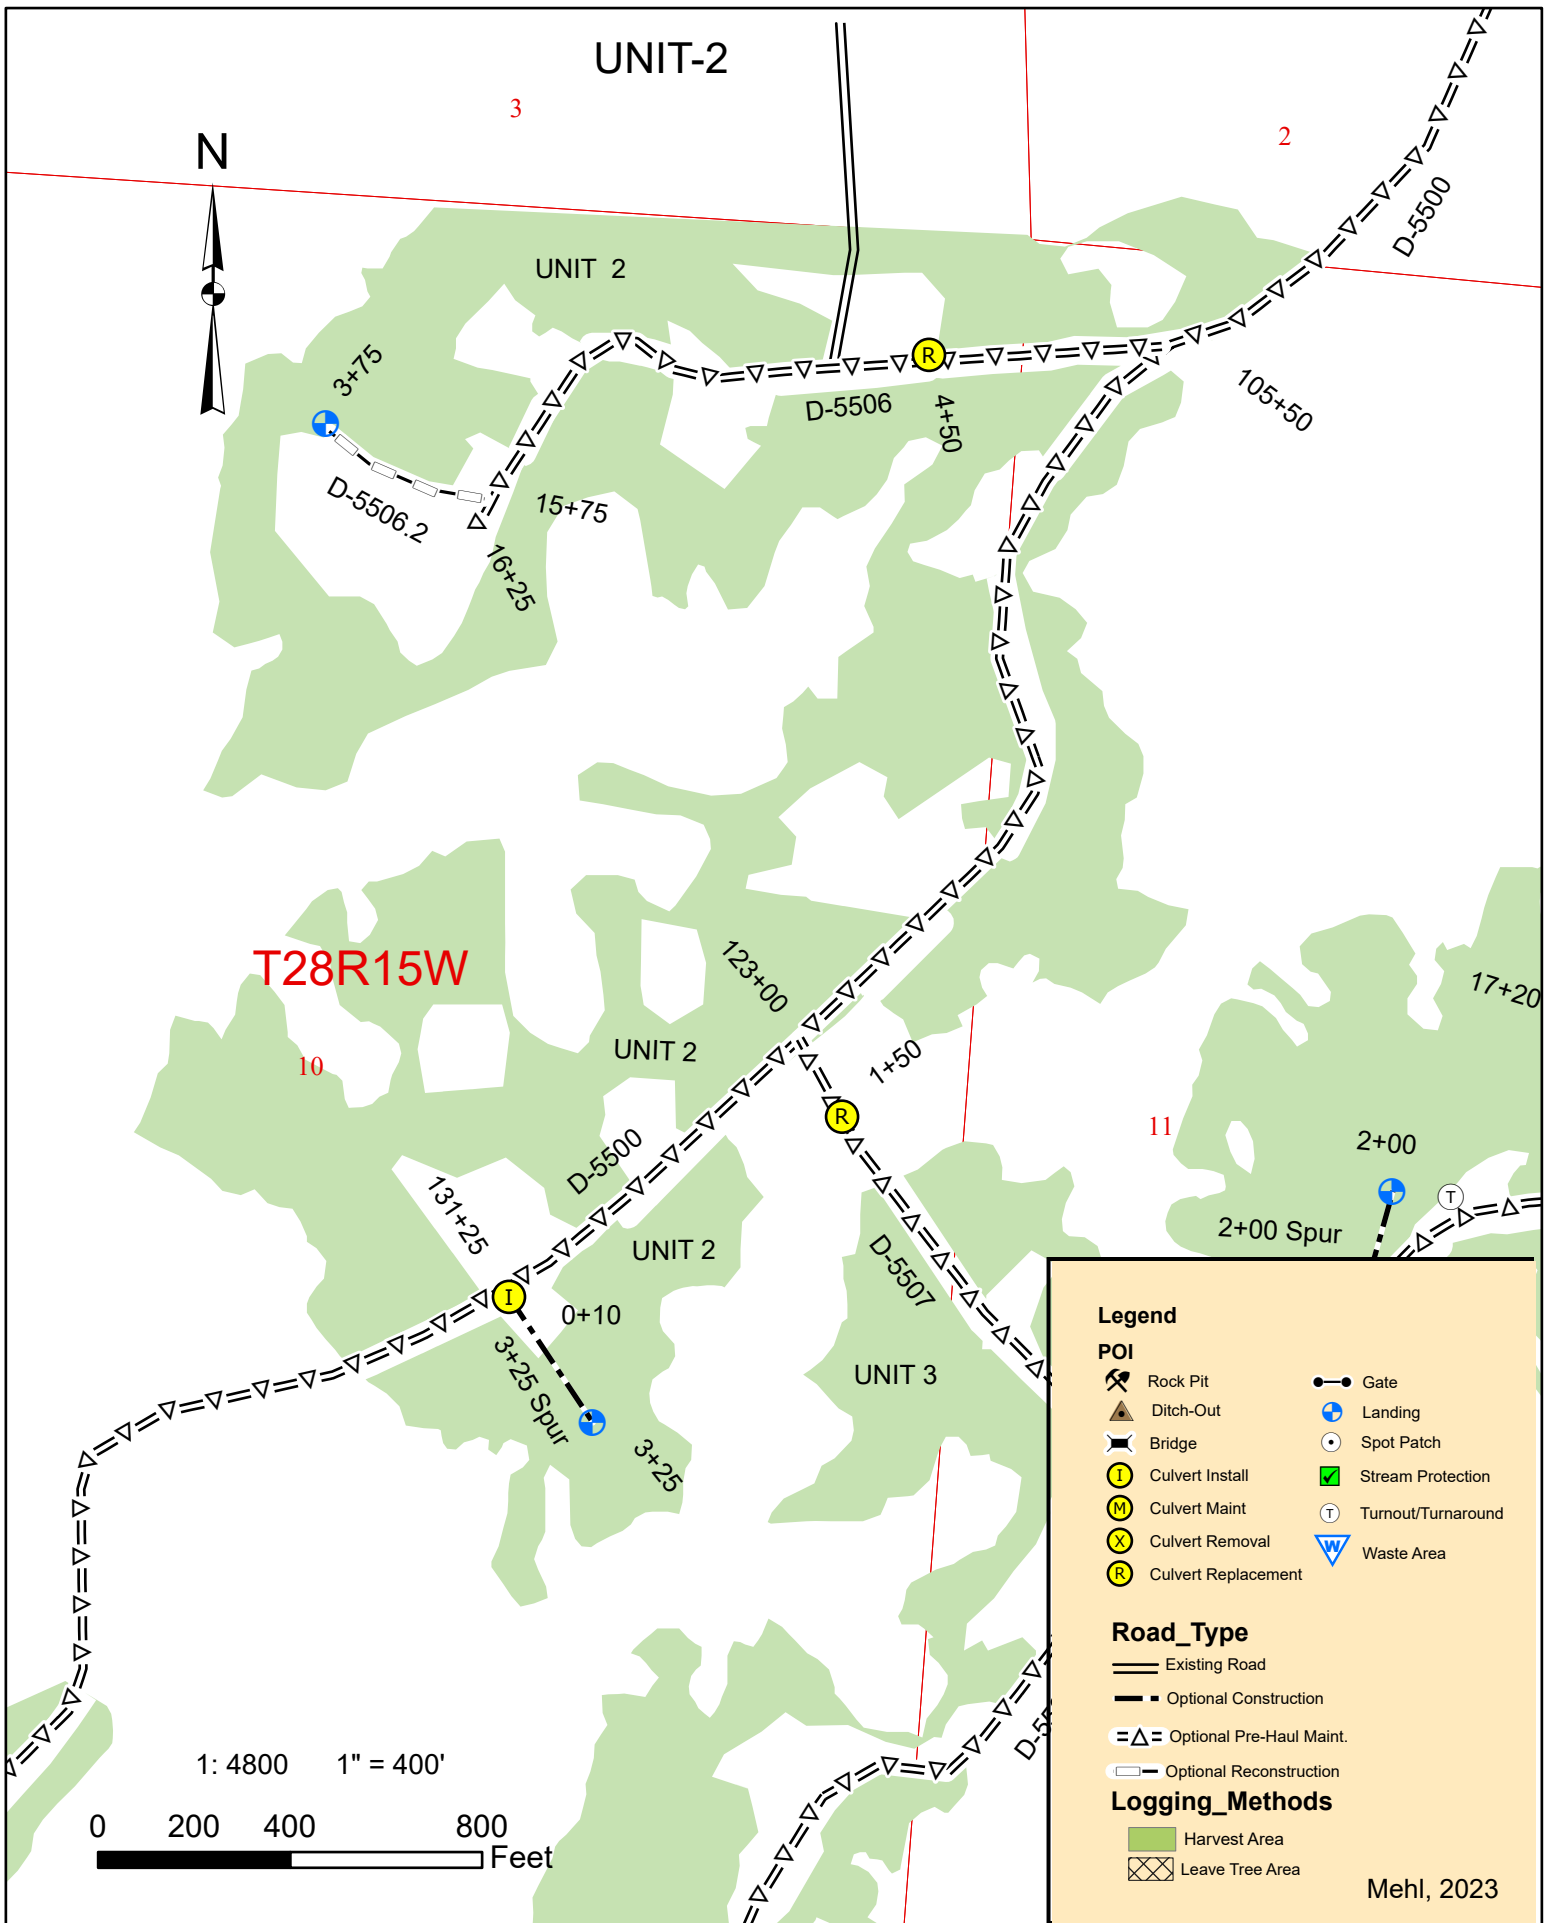 UNIT-2
3
2
N
D-5500
UNIT 2
3+75
D-5506
4+50
105+50
D-5506.2
15+75
16+25
T28R15W
123+00
17+20
10
UNIT 2
1+50
11
2+00
D-5500
131+25
T
2+00 Spur
UNIT 2
D-5507
R
R
I
0+10
3+25 Spur
UNIT 3
3+25
1: 4800 1" = 400'
0 200 400 800
Feet
Legend
POI
Rock Pit
Gate
Ditch-Out
Landing
Bridge
Spot Patch
I Culvert Install
Stream Protection
M Culvert Maint
T Turnout/Turnaround
X Culvert Removal
W Waste Area
R Culvert Replacement
Road_Type
Existing Road
Optional Construction
Optional Pre-Haul Maint.
Optional Reconstruction
Logging_Methods
Harvest Area
Leave Tree Area
Mehl, 2023